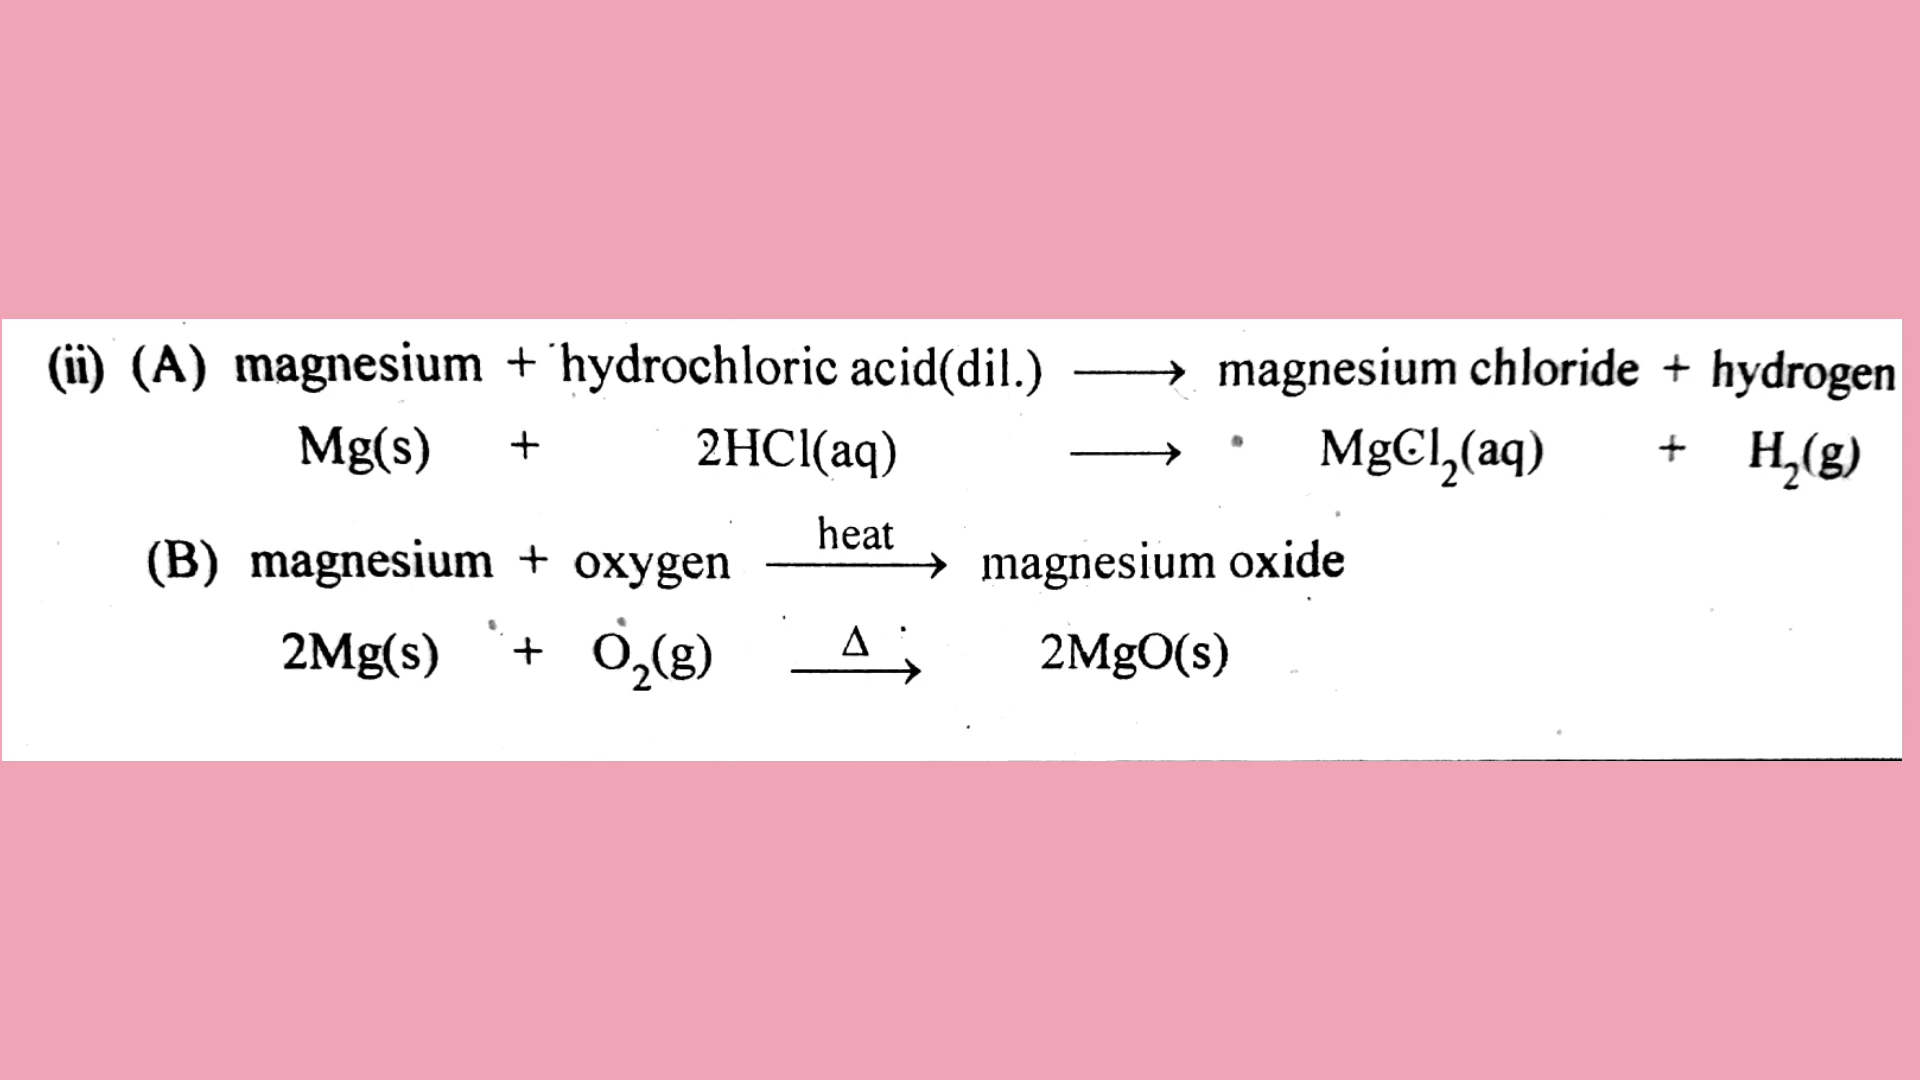 (ii) (A) magnesium + hydrochloric acid(dil.) ⟶ magnesium chloride + hydrogen
Mg(s) + 2HCl(aq) ⟶ MgCl₂(aq) + H₂(g)
(B) magnesium + oxygen —heat→ magnesium oxide
2Mg(s) + O₂(g) —Δ→ 2MgO(s)